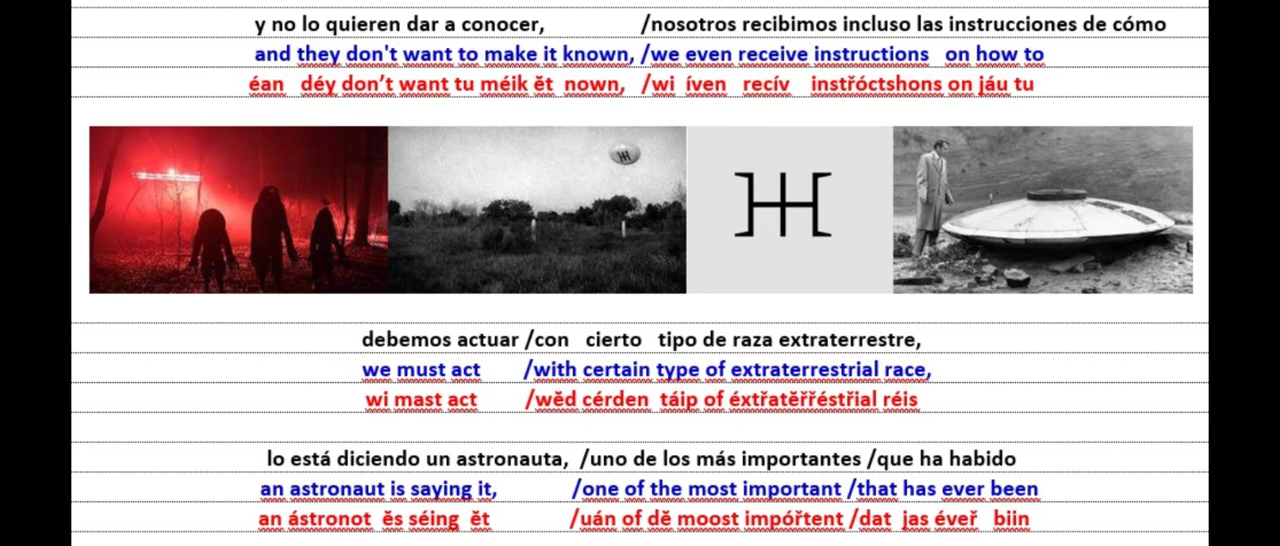 y no lo quieren dar a conocer, /nosotros recibimos incluso las instrucciones de cómo
and they don't want to make it known, /we even receive instructions on how to
éan déy don’t want tu méik ĕt nown, /wi íven recív instřóctshons on jáu tu
debemos actuar /con cierto tipo de raza extraterrestre,
we must act /with certain type of extraterrestrial race,
wi mast act /wĕd cérden táip of éxtřatĕřřéstřial réis
lo está diciendo un astronauta, /uno de los más importantes /que ha habido
an astronaut is saying it, /one of the most important /that has ever been
an ástronot ĕs séing ĕt /uán of dĕ moost impóřtent /dat jas éveř biin